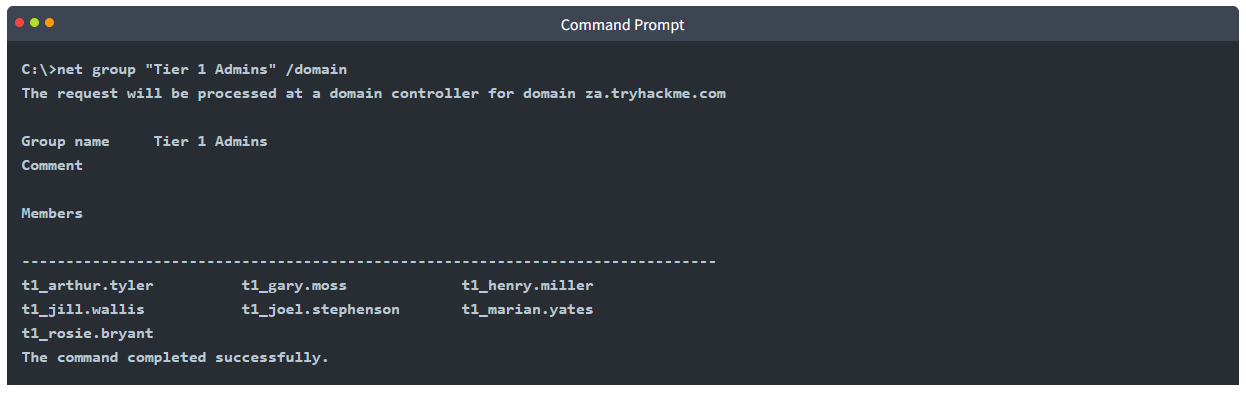 Command Prompt
C:\>net group "Tier 1 Admins" /domain
The request will be processed at a domain controller for domain za.tryhackme.com
Group name     Tier 1 Admins
Comment
Members
-------------------------------------------------------------------------------
t1_arthur.tyler          t1_gary.moss             t1_henry.miller
t1_jill.wallis           t1_joel.stephenson       t1_marian.yates
t1_rosie.bryant
The command completed successfully.